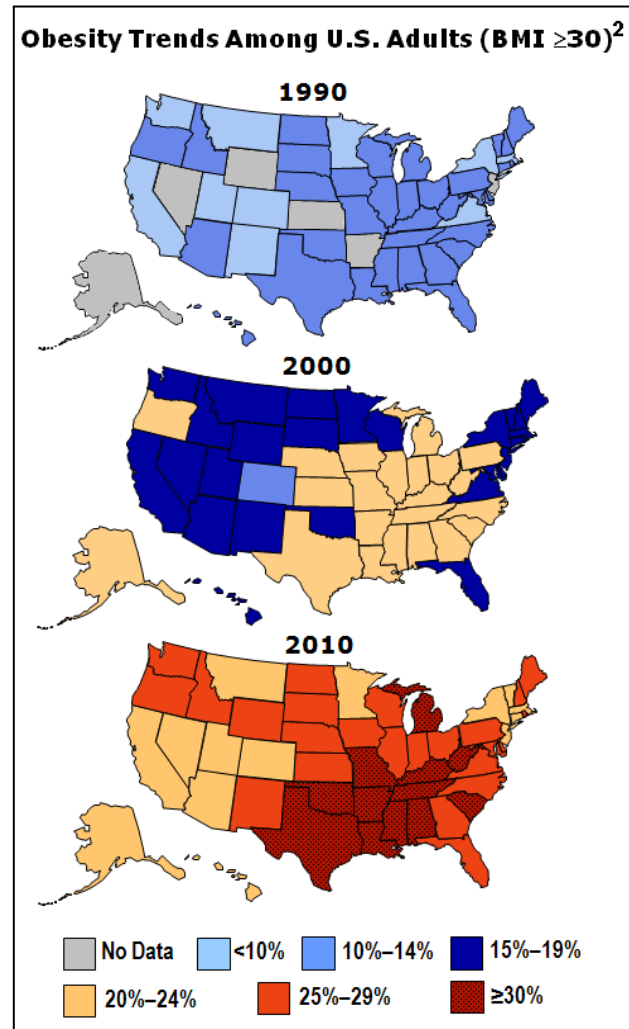 Obesity Trends Among U.S. Adults (BMI ≥30)²
1990
2000
2010
No Data <10% 10%–14% 15%–19%
20%–24% 25%–29% ≥30%